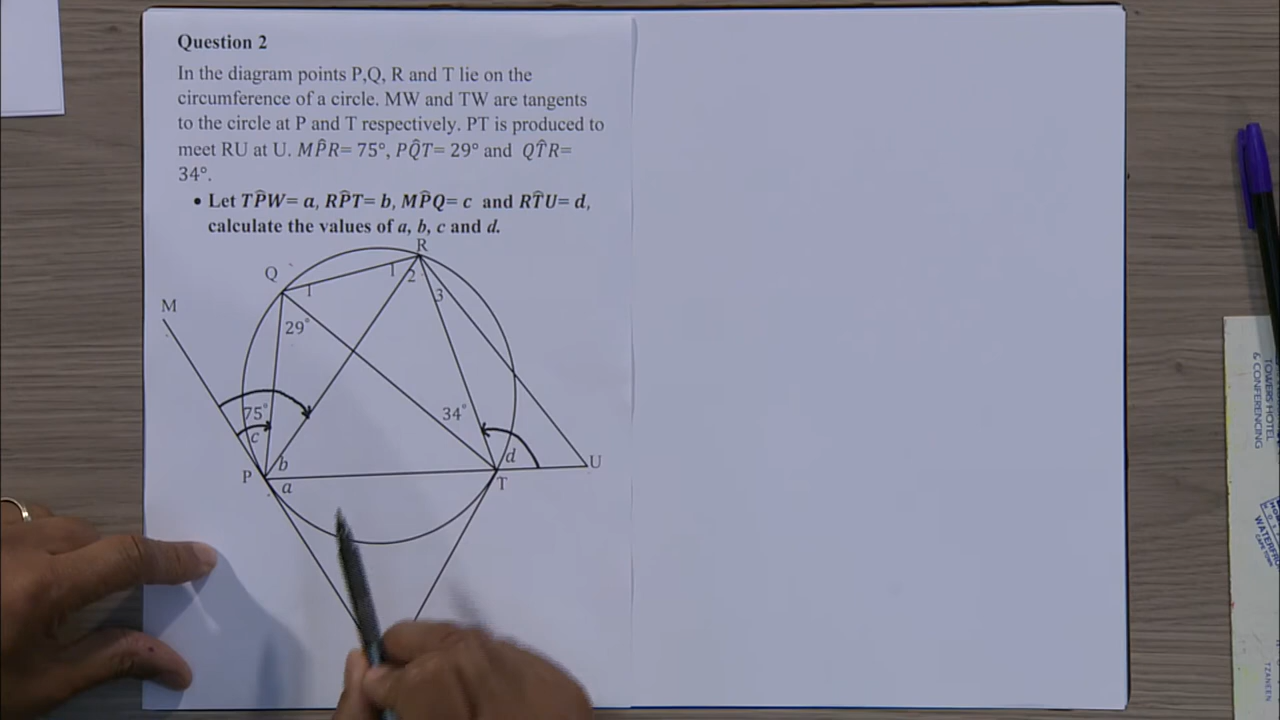 Question 2
In the diagram points P,Q, R and T lie on the
circumference of a circle. MW and TW are tangents
to the circle at P and T respectively. PT is produced to
meet RU at U. MP̂R= 75°, PQ̂T= 29° and QT̂R=
34°.
• Let TP̂W= a, RP̂T= b, MP̂Q= c and RT̂U= d,
calculate the values of a, b, c and d.
R
Q
1
2
1
3
M
29°
75°
34°
c
b
d
U
P
a
T
TOWERS HOTEL
& CONFERENCING
WATERFR
TZANEEN